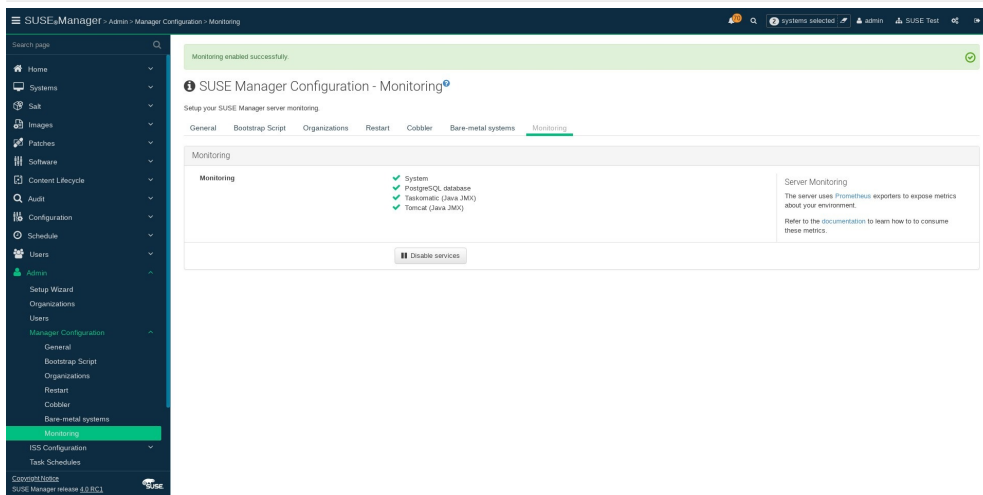 SUSE Manager > Admin > Manager Configuration > Monitoring
2 systems selected admin SUSE Test
Search page
Home
Systems
Salt
Images
Patches
Software
Content Lifecycle
Audit
Configuration
Schedule
Users
Admin
Setup Wizard
Organizations
Users
Manager Configuration
General
Bootstrap Script
Organizations
Restart
Cobbler
Bare-metal systems
Monitoring
ISS Configuration
Task Schedules
Copyright Notice
SUSE Manager release 4.0 RC1
SUSE.
Monitoring enabled successfully.
SUSE Manager Configuration - Monitoring
Setup your SUSE Manager server monitoring.
General Bootstrap Script Organizations Restart Cobbler Bare-metal systems Monitoring
Monitoring
Monitoring
System
PostgreSQL database
Taskomatic (Java JMX)
Tomcat (Java JMX)
Server Monitoring
The server uses Prometheus exporters to expose metrics
about your environment.
Refer to the documentation to learn how to to consume
these metrics.
Disable services